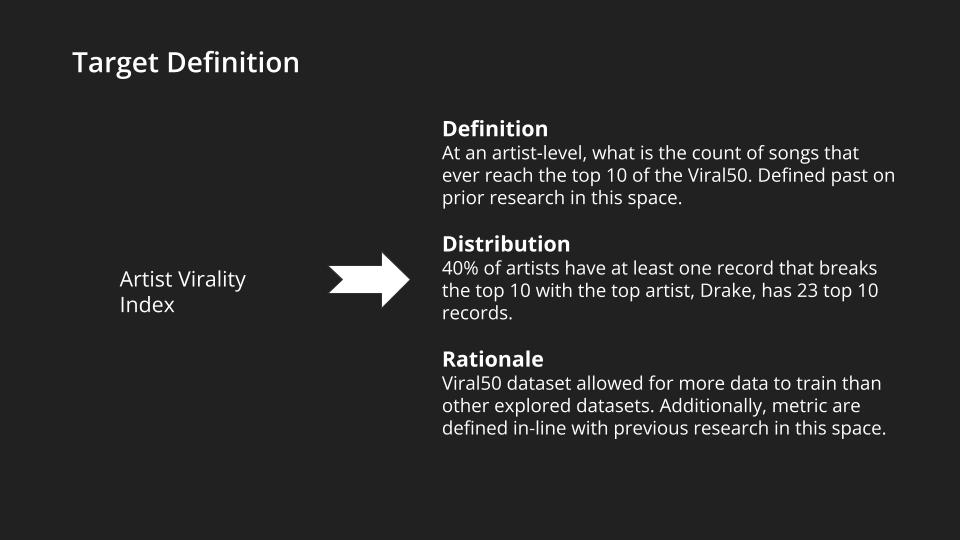 Target Definition
Definition
At an artist-level, what is the count of songs that
ever reach the top 10 of the Viral50. Defined past on
prior research in this space.
Distribution
40% of artists have at least one record that breaks
the top 10 with the top artist, Drake, has 23 top 10
records.
Artist Virality
Index
Rationale
Viral50 dataset allowed for more data to train than
other explored datasets. Additionally, metric are
defined in-line with previous research in this space.